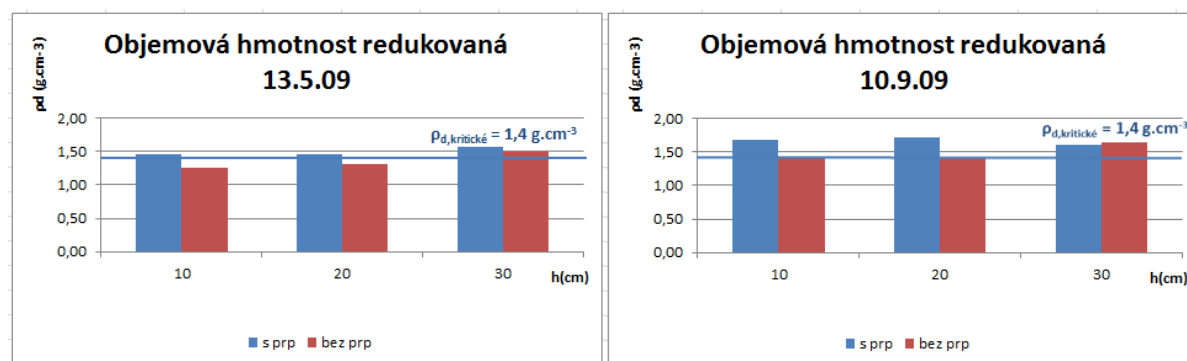 Objemová hmotnost redukovaná
13.5.09
ρd (g.cm-3)
ρd,kritické = 1,4 g.cm-3
2,00
1,50
1,00
0,50
0,00
10 20 30 h(cm)
s prp bez prp
Objemová hmotnost redukovaná
10.9.09
ρd (g.cm-3)
ρd,kritické = 1,4 g.cm-3
2,00
1,50
1,00
0,50
0,00
10 20 30 h(cm)
s prp bez prp